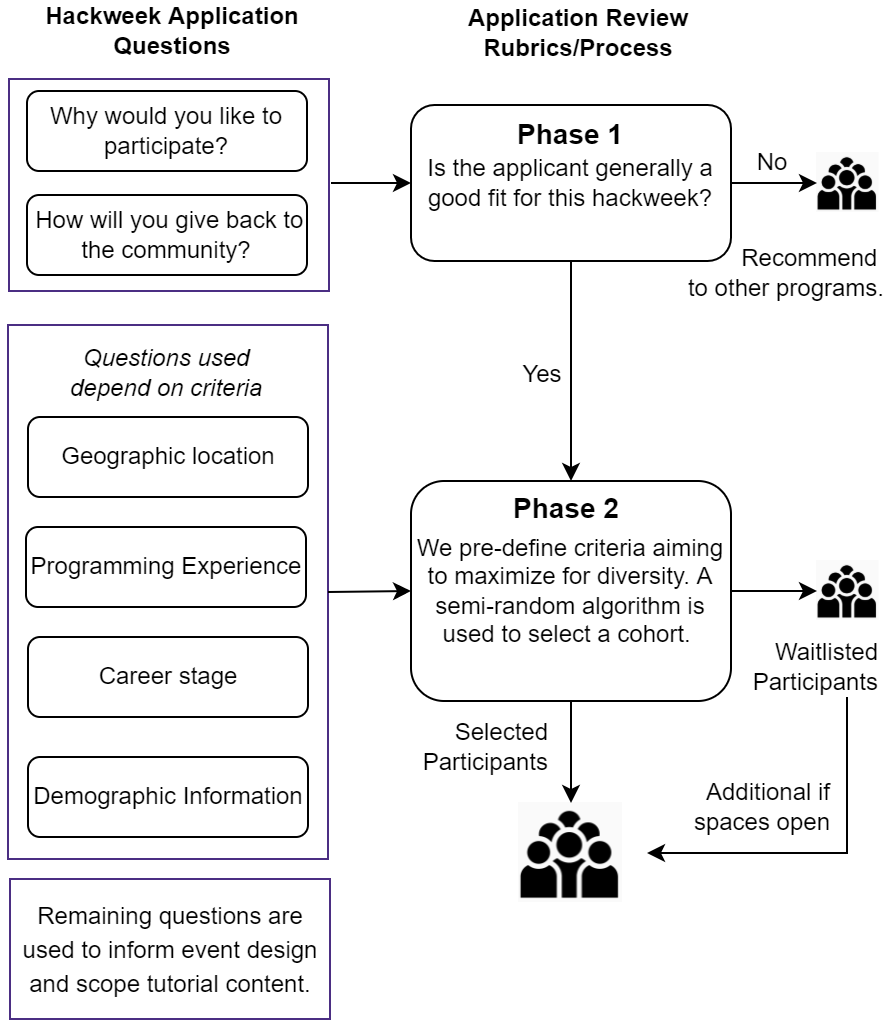 Hackweek Application
Questions
Application Review
Rubrics/Process
Why would you like to
participate?
How will you give back to
the community?
Phase 1
Is the applicant generally a
good fit for this hackweek?
No
Recommend
to other programs.
Yes
Questions used
depend on criteria
Geographic location
Programming Experience
Career stage
Demographic Information
Phase 2
We pre-define criteria aiming
to maximize for diversity. A
semi-random algorithm is
used to select a cohort.
Waitlisted
Participants
Selected
Participants
Additional if
spaces open
Remaining questions are
used to inform event design
and scope tutorial content.